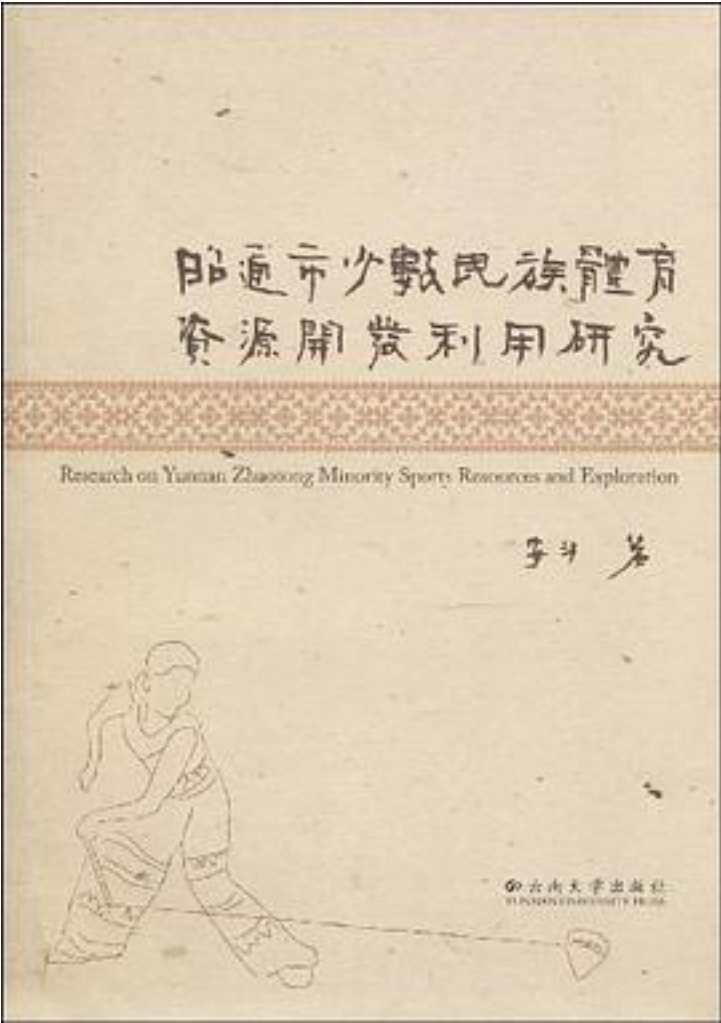 昭通市少數民族體育
資源開發利用研究
Research on Yunnan Zhaotong Minority Sports Resources and Exploration
斗 著
云南大学出版社
YUNNAN UNIVERSITY PRESS